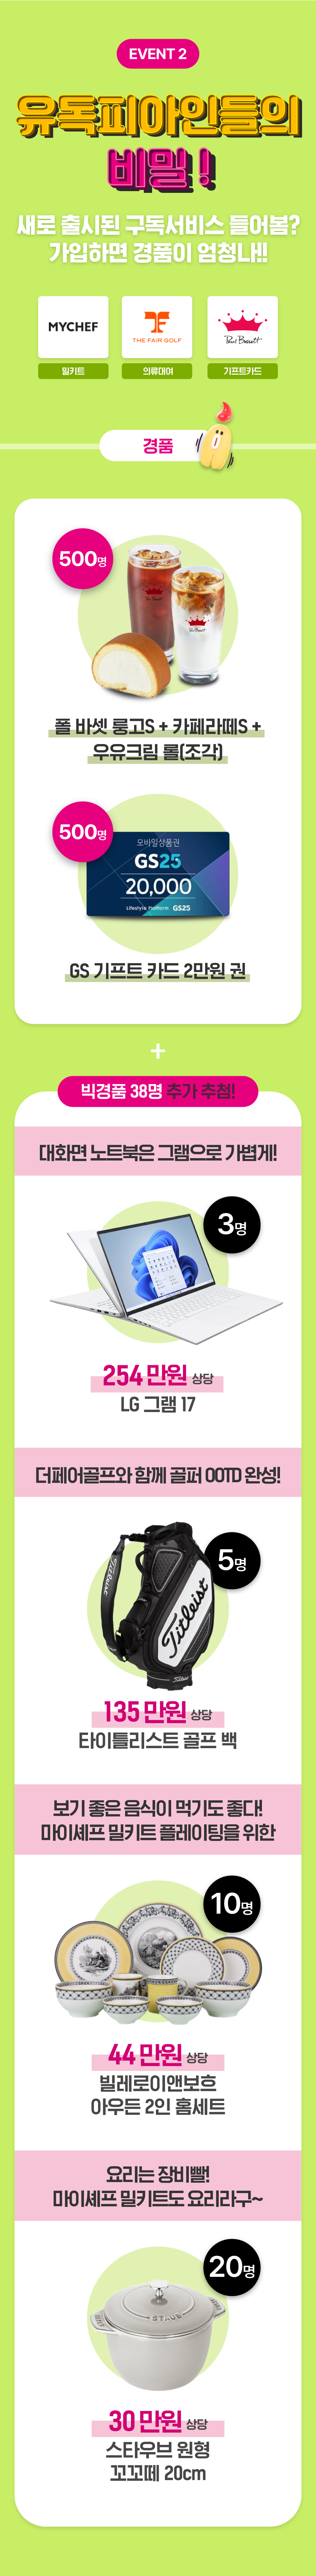 EVENT 2
유독피아인들의
비밀!
새로 출시된 구독서비스 들어봄?
가입하면 경품이 엄청나!!
MYCHEF
THE FAIR GOLF
Paul Bassett
밀키트
의류대여
기프트카드
경품
500명
폴 바셋 룽고S + 카페라떼S +
우유크림 롤(조각)
500명
모바일상품권
GS25
20,000
Lifestyle Platform GS25
GS 기프트 카드 2만원 권
+
빅경품 38명 추가 추첨!
대화면 노트북은 그램으로 가볍게!
3명
254만원 상당
LG 그램 17
더페어골프와 함께 골퍼 OOTD 완성!
5명
Titleist
Titleist
Titleist
135만원 상당
타이틀리스트 골프 백
보기 좋은 음식이 먹기도 좋다!
마이셰프 밀키트 플레이팅을 위한
10명
44만원 상당
빌레로이앤보흐
아우든 2인 홈세트
요리는 장비빨!
마이셰프 밀키트도 요리라구~
20명
STAUB
30만원 상당
스타우브 원형
꼬꼬떼 20cm